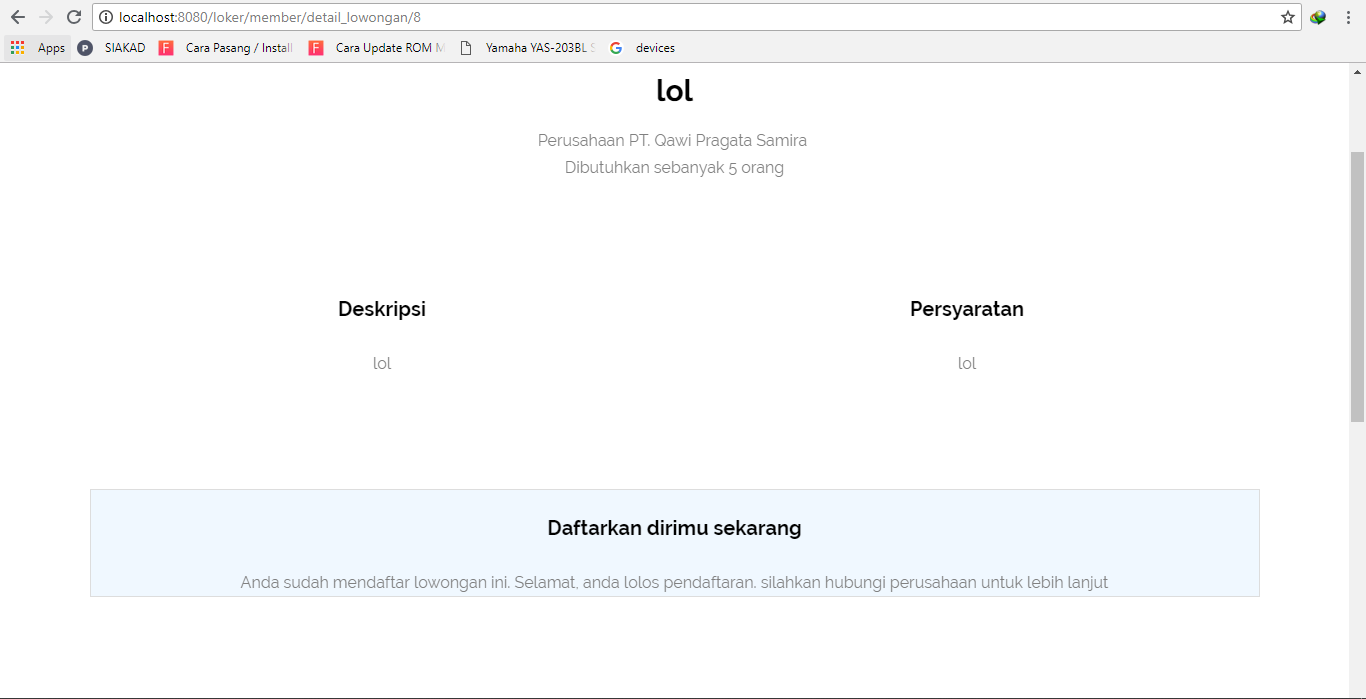 localhost:8080/loker/member/detail_lowongan/8
Apps P SIAKAD F Cara Pasang / Instal F Cara Update ROM M Yamaha YAS-203BL S G devices
lol
Perusahaan PT. Qawi Pragata Samira
Dibutuhkan sebanyak 5 orang
Deskripsi Persyaratan
lol lol
Daftarkan dirimu sekarang
Anda sudah mendaftar lowongan ini. Selamat, anda lolos pendaftaran. silahkan hubungi perusahaan untuk lebih lanjut